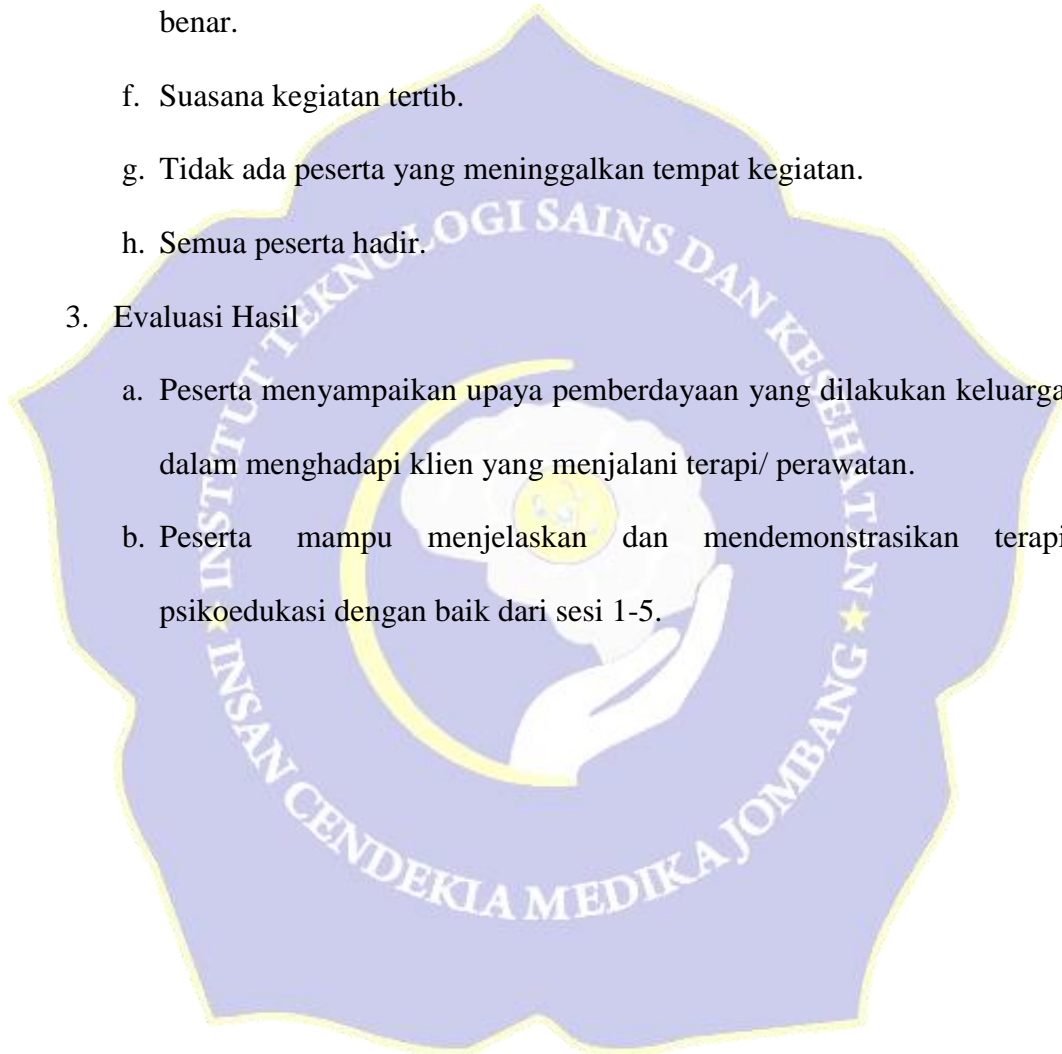 benar.
f. Suasana kegiatan tertib.
g. Tidak ada peserta yang meninggalkan tempat kegiatan.
h. Semua peserta hadir.
3. Evaluasi Hasil
a. Peserta menyampaikan upaya pemberdayaan yang dilakukan keluarga
dalam menghadapi klien yang menjalani terapi/ perawatan.
b. Peserta mampu menjelaskan dan mendemonstrasikan terapi
psikoedukasi dengan baik dari sesi 1-5.
INSTITUT TEKNOLOGI SAINS DAN KESEHATAN
INSAN CENDEKIA MEDIKA JOMBANG